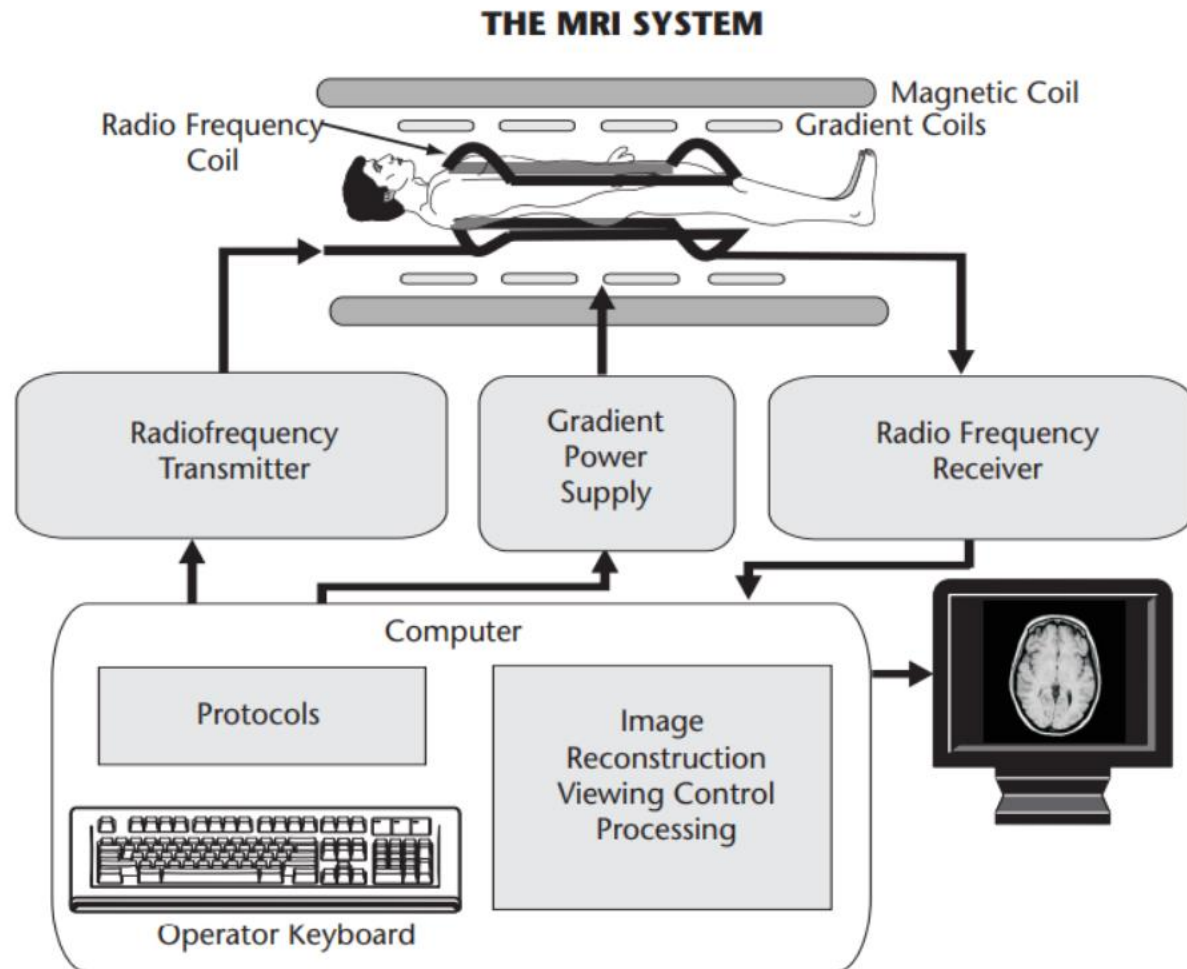 THE MRI SYSTEM
Magnetic Coil
Radio Frequency
Coil
Gradient Coils
Radiofrequency
Transmitter
Gradient
Power
Supply
Radio Frequency
Receiver
Computer
Protocols
Image
Reconstruction
Viewing Control
Processing
Operator Keyboard